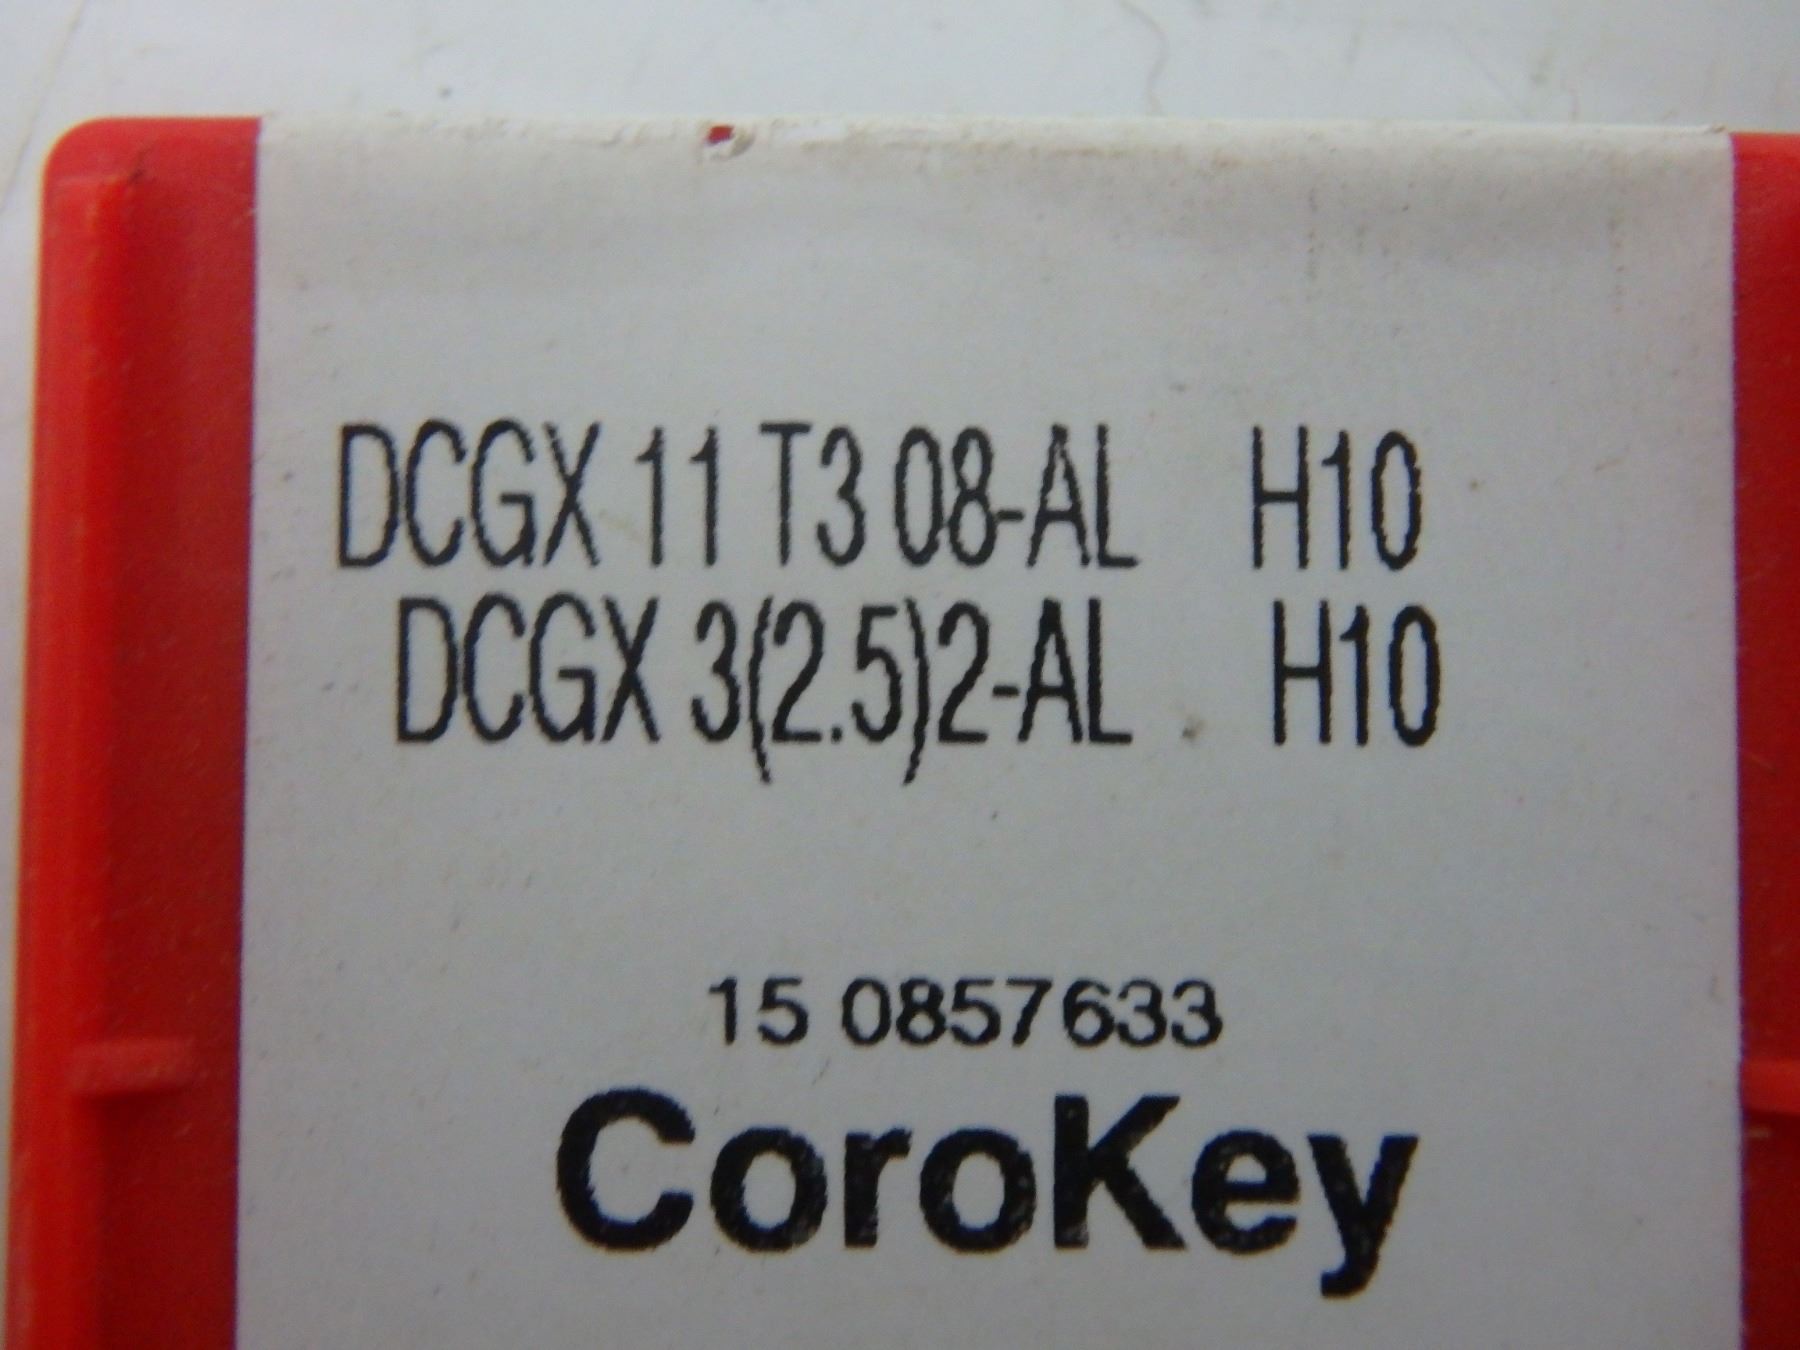 DCGX 11 T3 08-AL H10
DCGX 3(2.5)2-AL H10
15 0857633
CoroKey